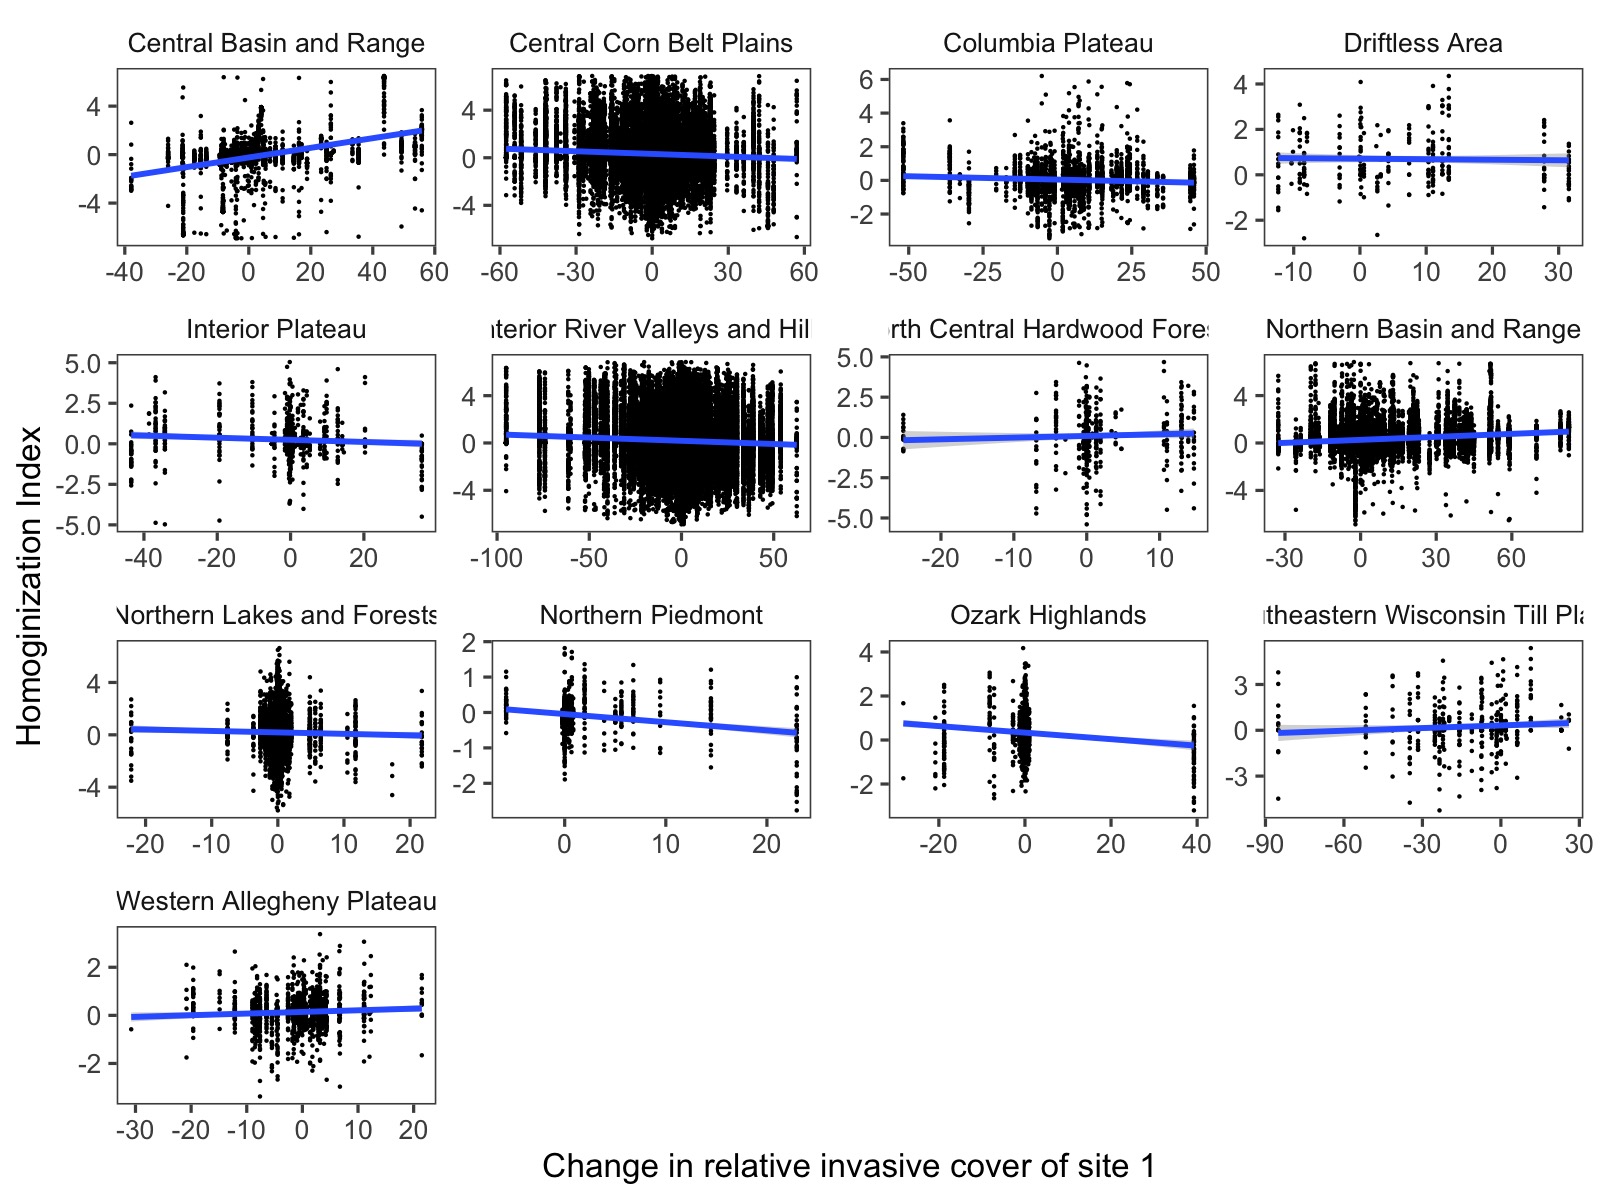 Central Basin and Range
Central Corn Belt Plains
Columbia Plateau
Driftless Area
4
0
-4
-40 -20 0 20 40 60
4
0
-4
-60 -30 0 30 60
6
4
2
0
-2
-50 -25 0 25 50
4
2
0
-2
-10 0 10 20 30
Interior Plateau
nterior River Valleys and Hil
rth Central Hardwood Fores
Northern Basin and Range
5.0
2.5
0.0
-2.5
-5.0
-40 -20 0 20
4
0
-4
-100 -50 0 50
5.0
2.5
0.0
-2.5
-5.0
-20 -10 0 10
4
0
-4
-30 0 30 60
Homoginization Index
Northern Lakes and Forests
Northern Piedmont
Ozark Highlands
utheastern Wisconsin Till Pla
4
0
-4
-20 -10 0 10 20
2
1
0
-1
-2
0 10 20
4
2
0
-2
-20 0 20 40
3
0
-3
-90 -60 -30 0 30
Western Allegheny Plateau
2
0
-2
-30 -20 -10 0 10 20
Change in relative invasive cover of site 1